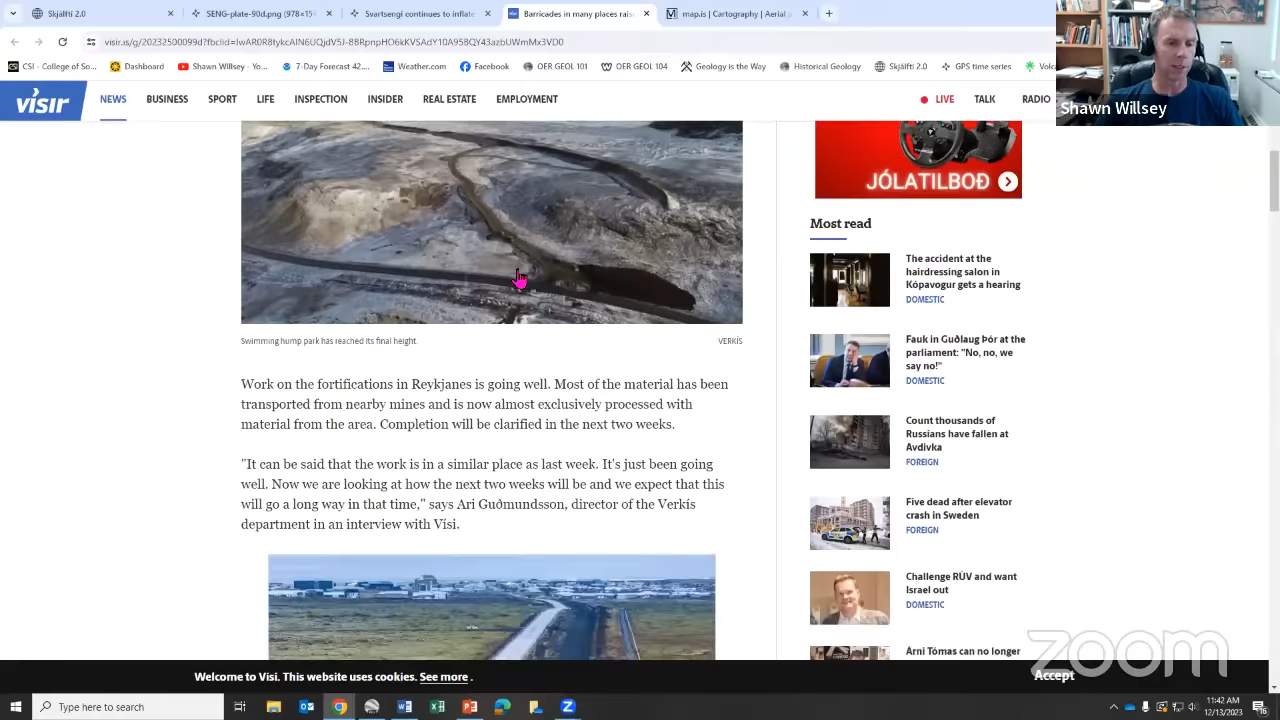 Skjálfti 2.0
SENG - GPS station (978×15
Skjálfti 2.0 - Vísflate
Barricades in many places rais
map.is | Cartography | Aerial
visir.is/g/20232500099d?fbclid=IwAR0R8tykcAIN6UQjdV5J-8tRpnpHO6kKVSAdY10A958QY43azbUWmMx3VD0
CSI - College of So...
Dashboard
Shawn Willsey - Yo...
7-Day Forecast 42....
Weather.com
Facebook
OER GEOL 101
OER GEOL 104
Geology is the Way
Historical Geology
Skjálfti 2.0
GPS time series
Volc
Shawn Willsey
vísir
NEWS
BUSINESS
SPORT
LIFE
INSPECTION
INSIDER
REAL ESTATE
EMPLOYMENT
LIVE
TALK
RADIO
JÓLATILBOÐ
Swimming hump park has reached its final height.
VERKÍS
Work on the fortifications in Reykjanes is going well. Most of the material has been
transported from nearby mines and is now almost exclusively processed with
material from the area. Completion will be clarified in the next two weeks.
"It can be said that the work is in a similar place as last week. It's just been going
well. Now we are looking at how the next two weeks will be and we expect that this
will go a long way in that time," says Ari Guðmundsson, director of the Verkís
department in an interview with Vísi.
Most read
The accident at the
hairdressing salon in
Kópavogur gets a hearing
DOMESTIC
Fauk in Guðlaug Þór at the
parliament: "No, no, we
say no!"
DOMESTIC
Count thousands of
Russians have fallen at
Avdivka
FOREIGN
Five dead after elevator
crash in Sweden
FOREIGN
Challenge RÚV and want
Israel out
DOMESTIC
Árni Tómas can no longer
zoom
Welcome to Visi. This website uses cookies. See more .
Accept
Type here to search
11:42 AM
12/13/2023